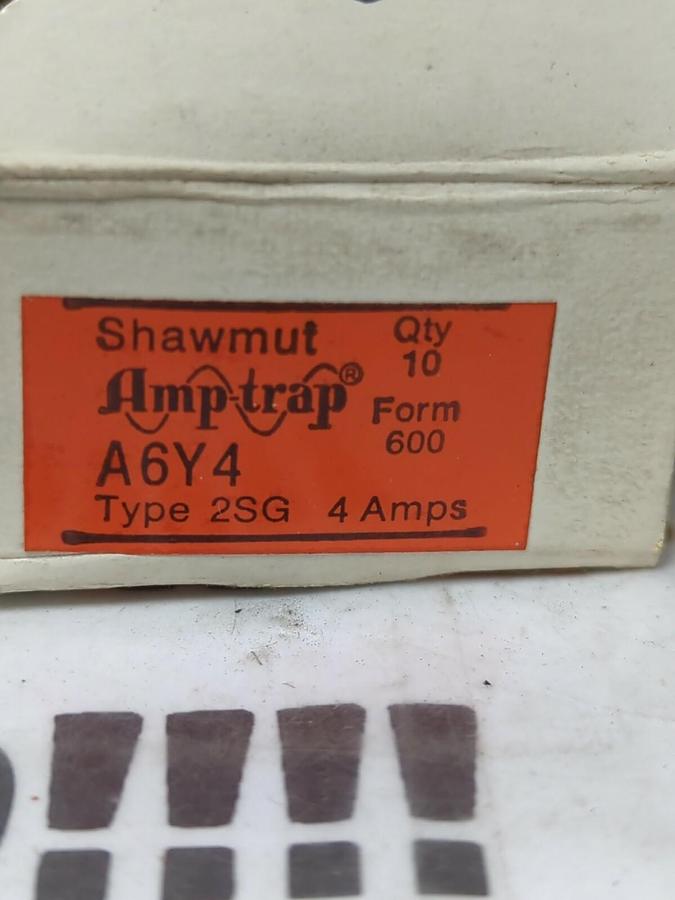 Shawmut
Amp-trap®
A6Y4
Type 2SG 4 Amps
Qty
10
Form
600